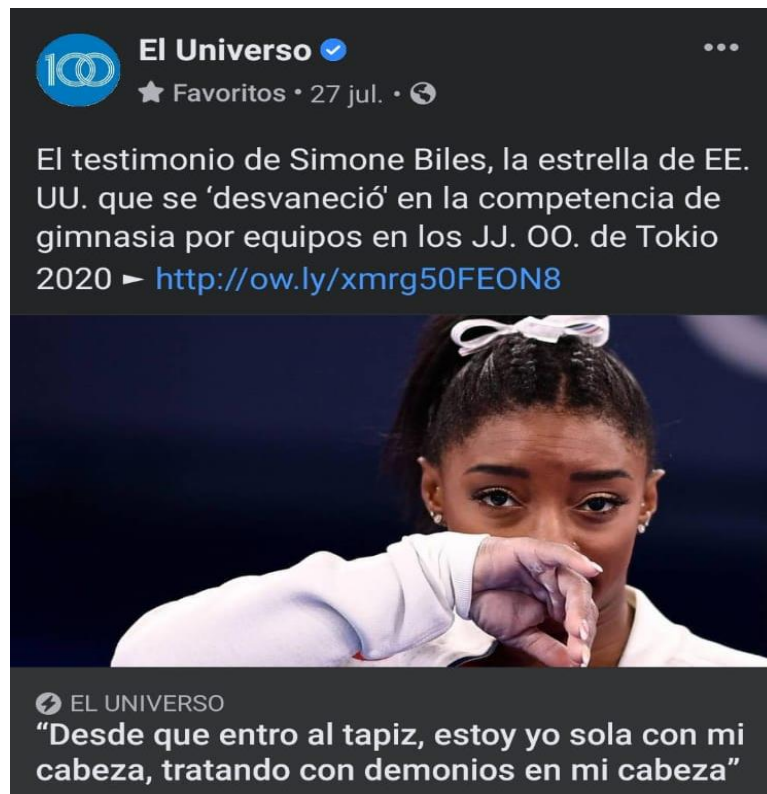 100
El Universo
Favoritos • 27 jul. •
El testimonio de Simone Biles, la estrella de EE.
UU. que se ‘desvaneció' en la competencia de
gimnasia por equipos en los JJ. OO. de Tokio
2020 ► http://ow.ly/xmrg50FEON8
EL UNIVERSO
“Desde que entro al tapiz, estoy yo sola con mi
cabeza, tratando con demonios en mi cabeza”